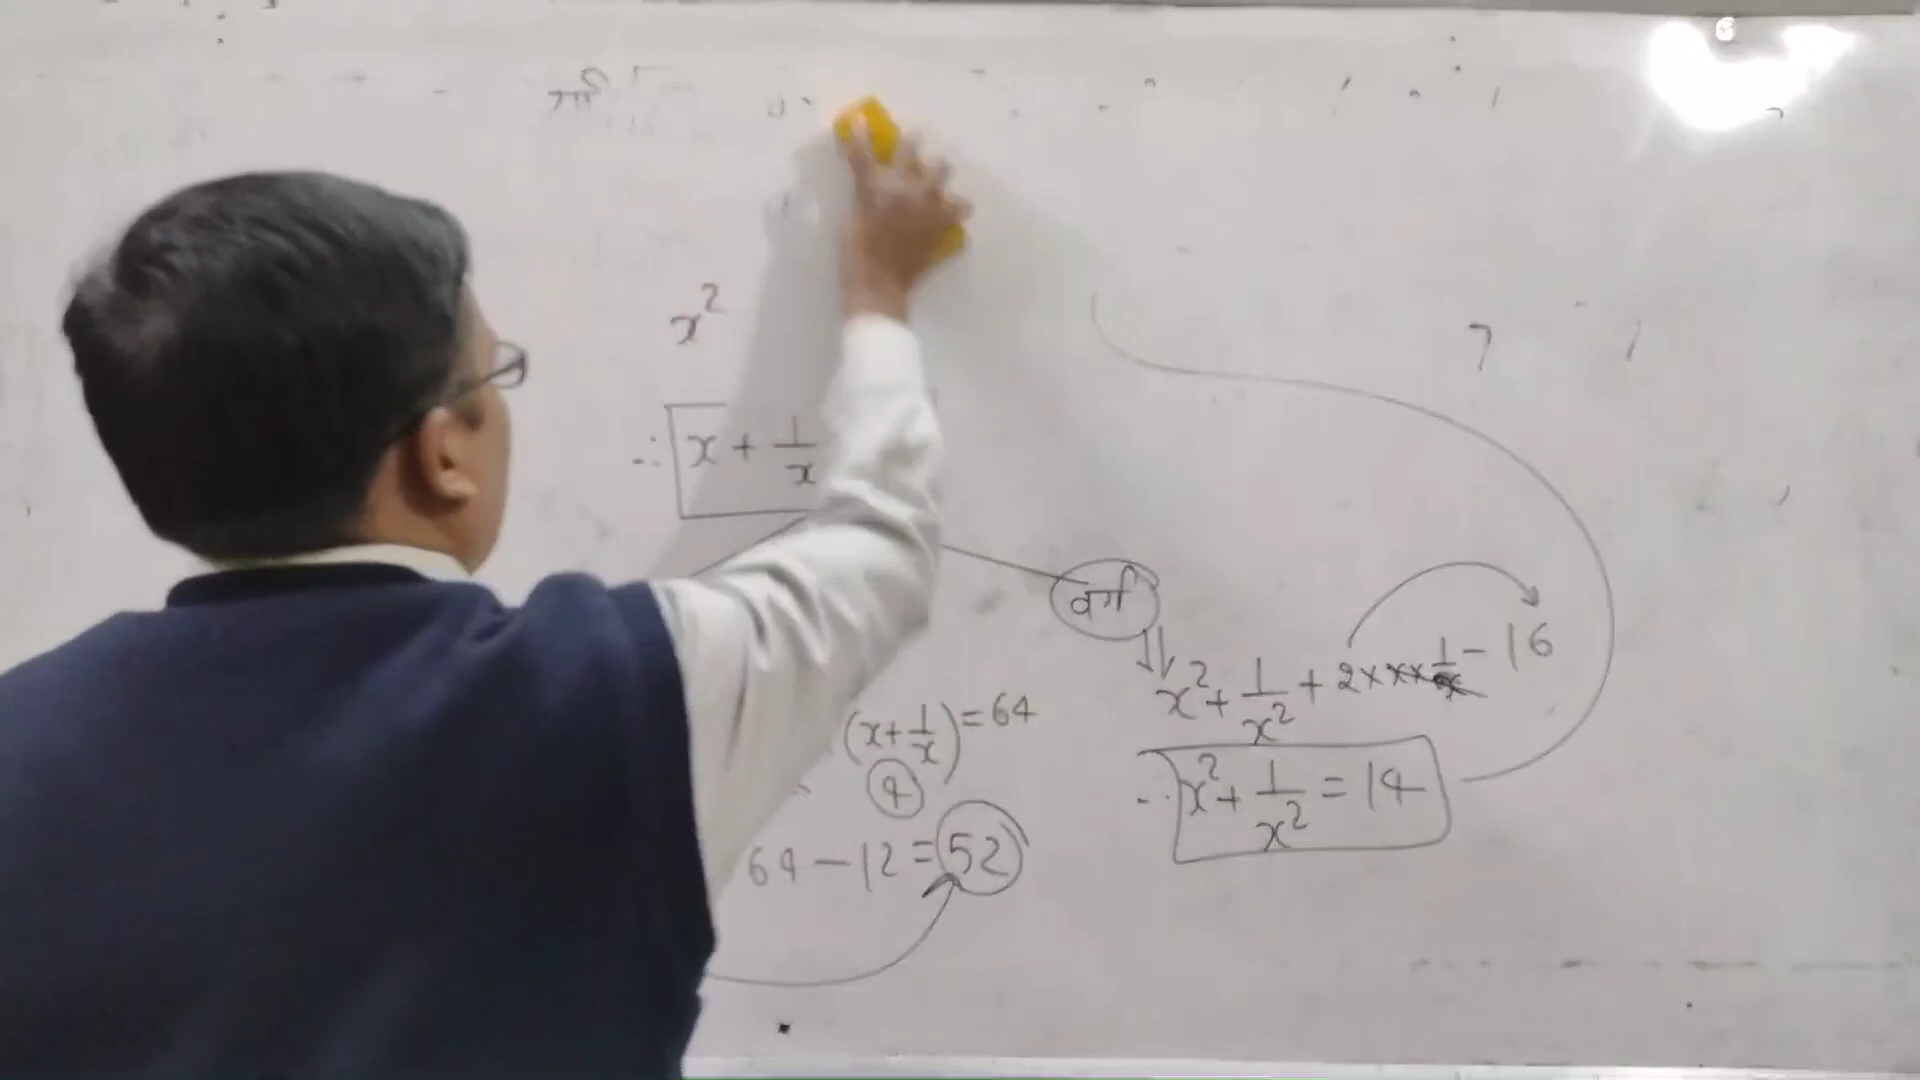 यदि
x²
∴ x + 1/x
वर्ग
x² + 1/x² + 2 × x × 1/x = 16
(x + 1/x) = 64
4
∴ x² + 1/x² = 14
64 – 12 = 52